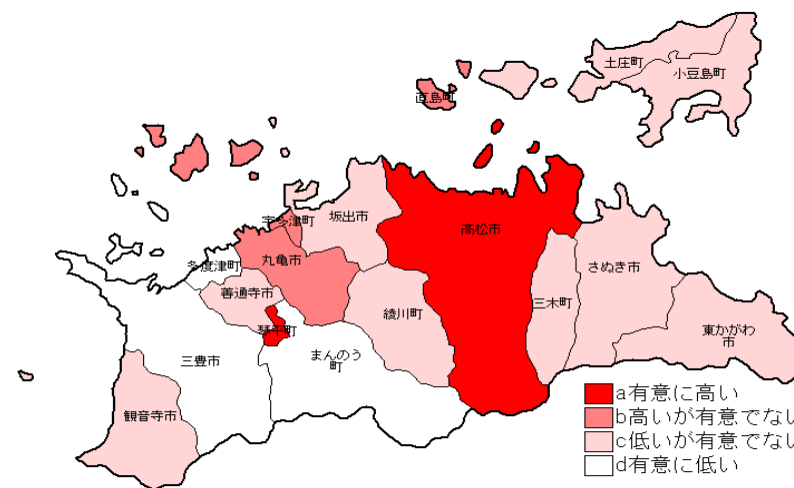 土庄町
小豆島町
直島町
宇多津町
坂出市
高松市
丸亀市
多度津町
さぬき市
善通寺市
三木町
綾川町
琴平町
東かがわ
市
まんのう
町
三豊市
観音寺市
a有意に高い
b高いが有意でない
c低いが有意でない
d有意に低い